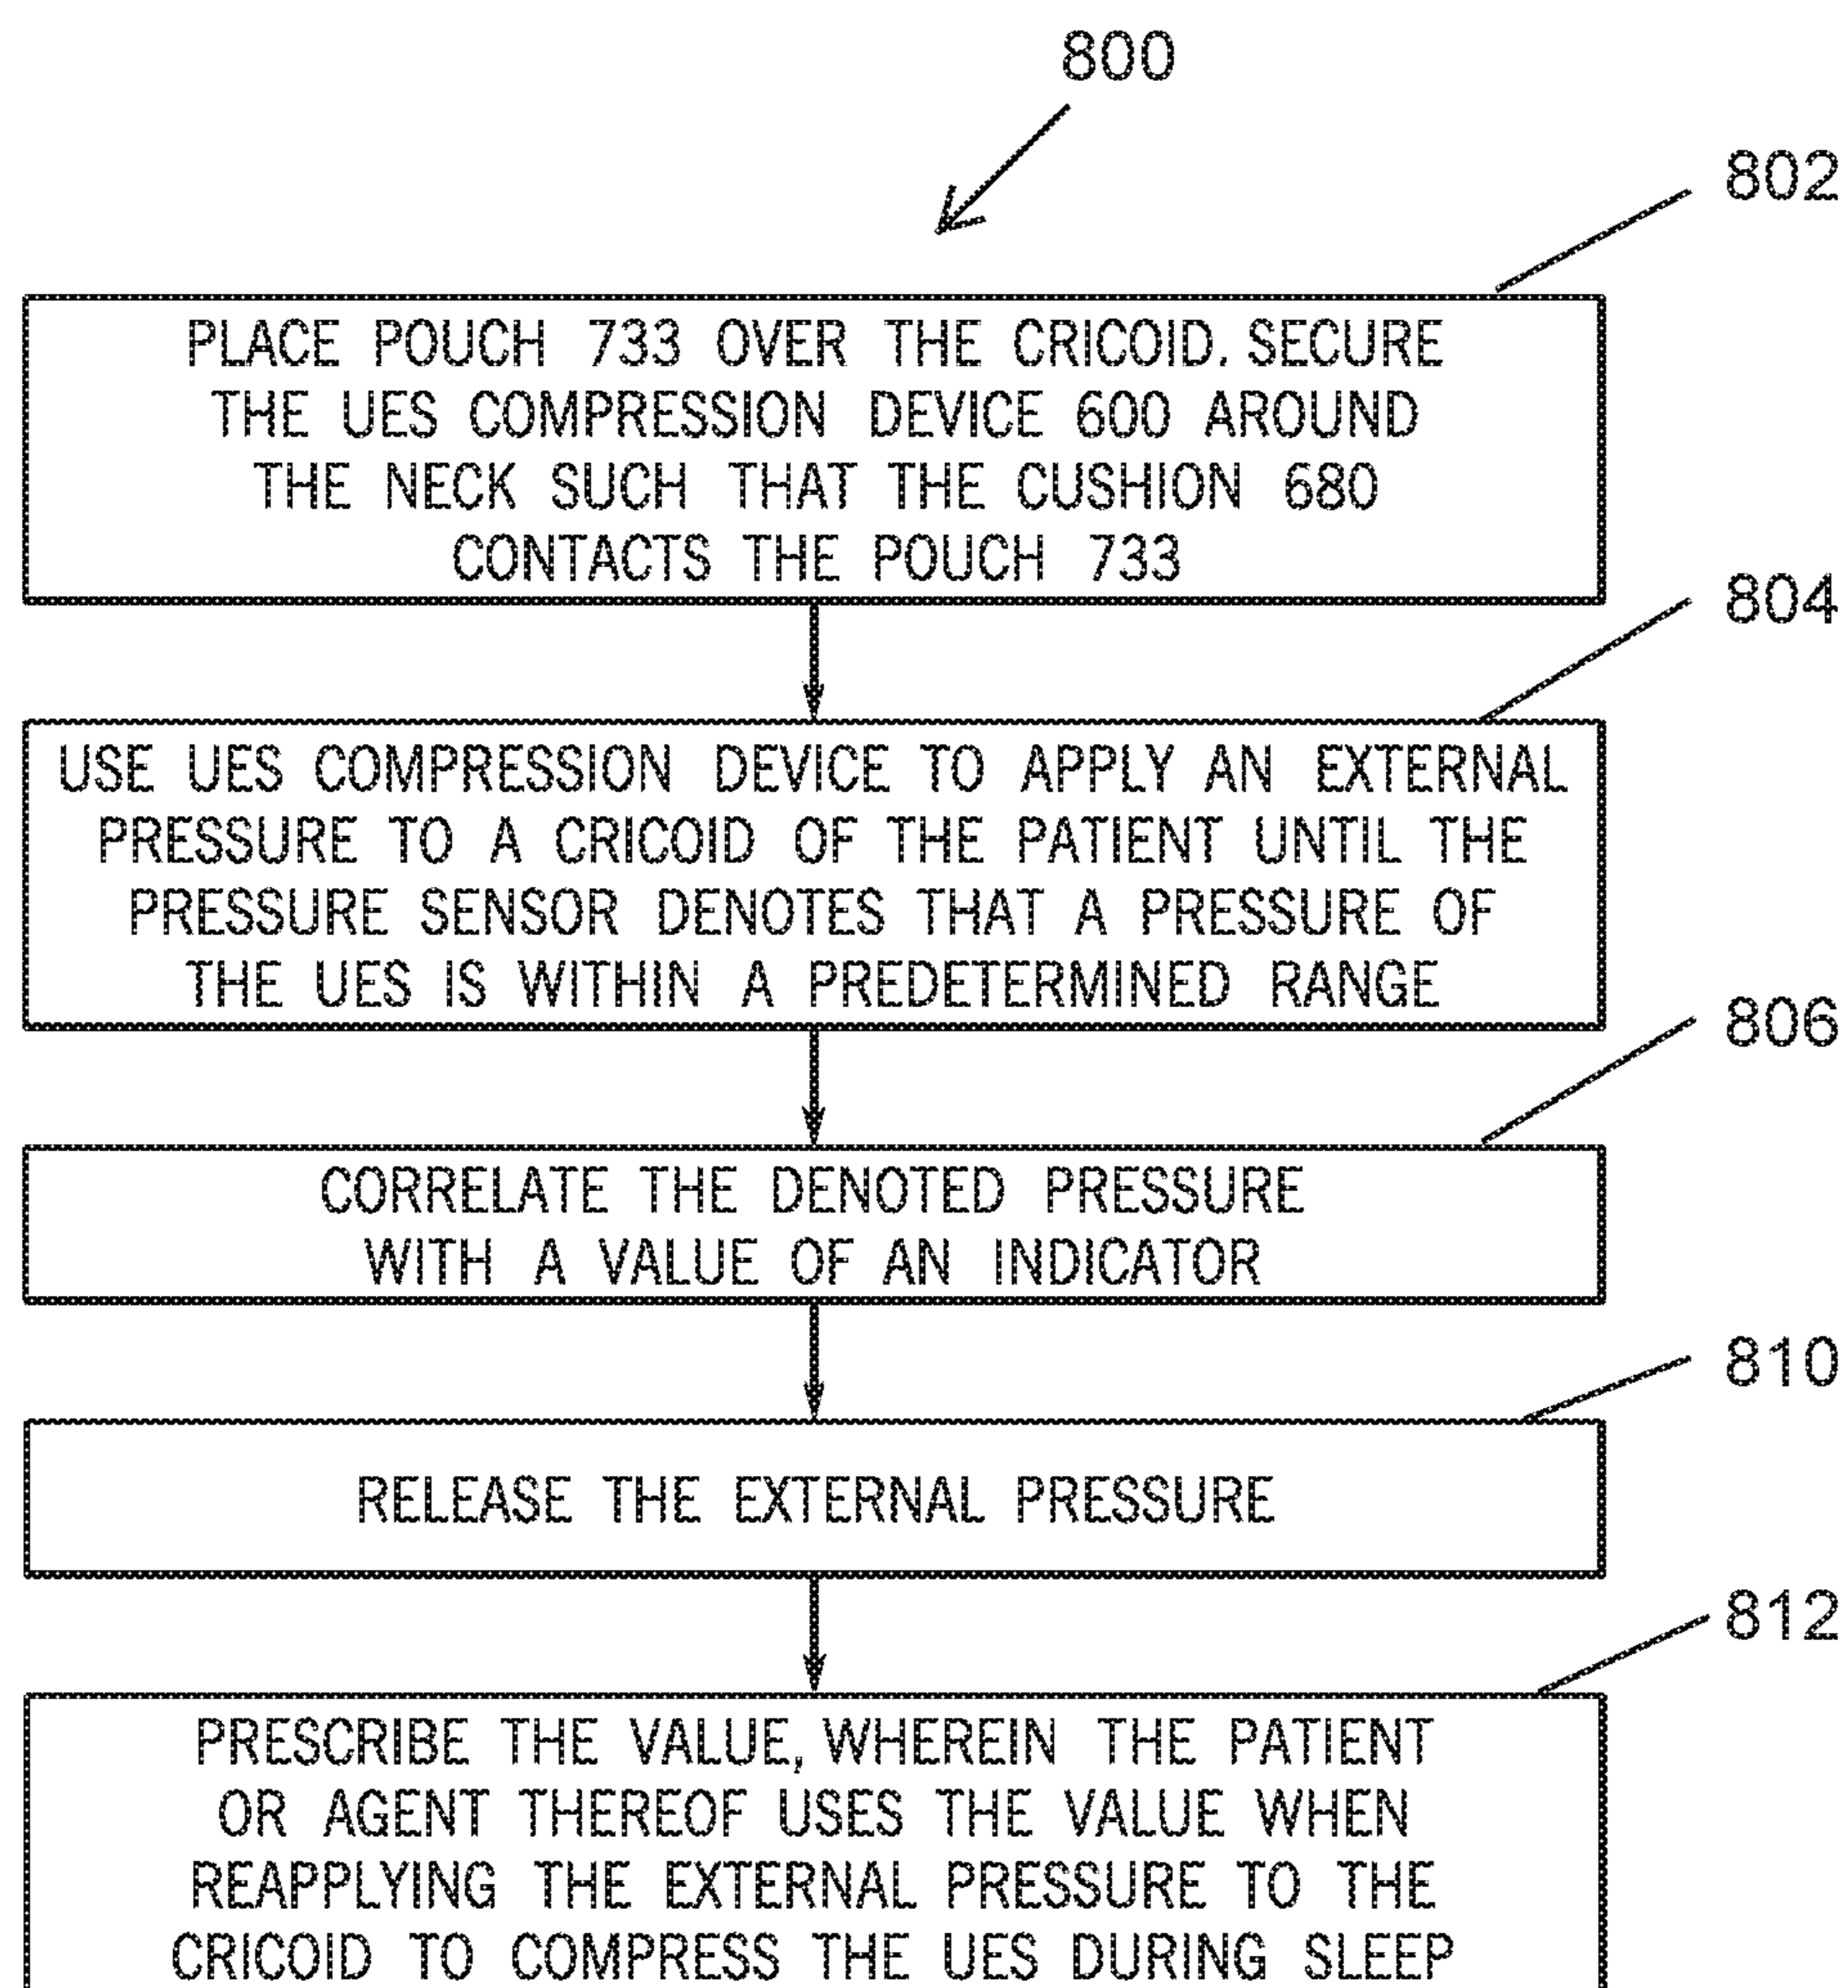 800
802
PLACE POUCH 733 OVER THE CRICOID. SECURE
THE UES COMPRESSION DEVICE 600 AROUND
THE NECK SUCH THAT THE CUSHION 680
CONTACTS THE POUCH 733
804
USE UES COMPRESSION DEVICE TO APPLY AN EXTERNAL
PRESSURE TO A CRICOID OF THE PATIENT UNTIL THE
PRESSURE SENSOR DENOTES THAT A PRESSURE OF
THE UES IS WITHIN A PREDETERMINED RANGE
806
CORRELATE THE DENOTED PRESSURE
WITH A VALUE OF AN INDICATOR
810
RELEASE THE EXTERNAL PRESSURE
812
PRESCRIBE THE VALUE, WHEREIN THE PATIENT
OR AGENT THEREOF USES THE VALUE WHEN
REAPPLYING THE EXTERNAL PRESSURE TO THE
CRICOID TO COMPRESS THE UES DURING SLEEP